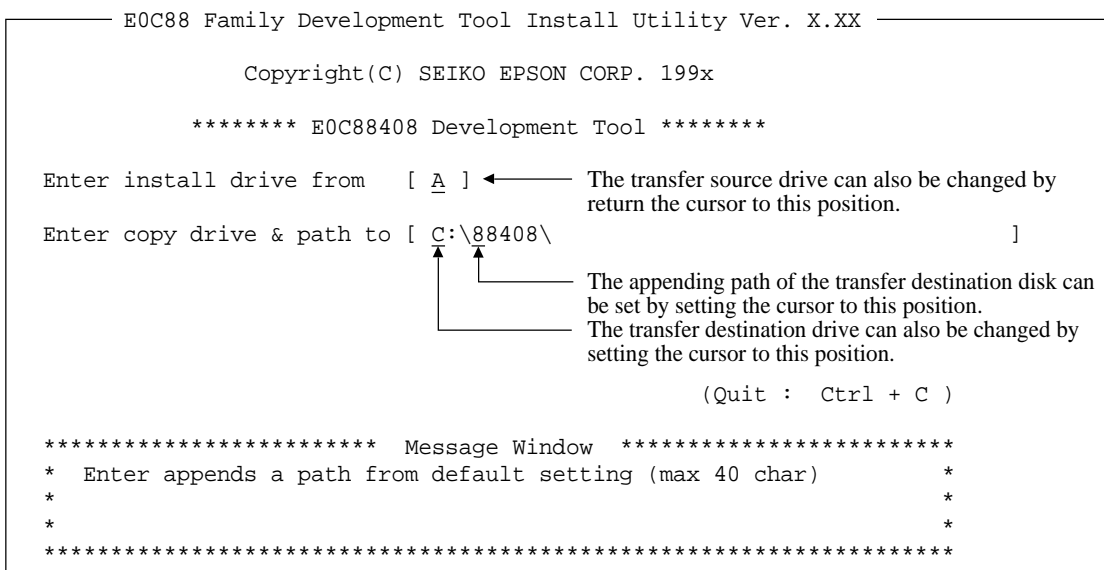 E0C88 Family Development Tool Install Utility Ver. X.XX
Copyright(C) SEIKO EPSON CORP. 199x
******** E0C88408 Development Tool ********
Enter install drive from [ A ]
The transfer source drive can also be changed by
return the cursor to this position.
Enter copy drive & path to [ C:\88408\ ]
The appending path of the transfer destination disk can
be set by setting the cursor to this position.
The transfer destination drive can also be changed by
setting the cursor to this position.
(Quit : Ctrl + C )
************************* Message Window *************************
* Enter appends a path from default setting (max 40 char) *
* *
* *
********************************************************************